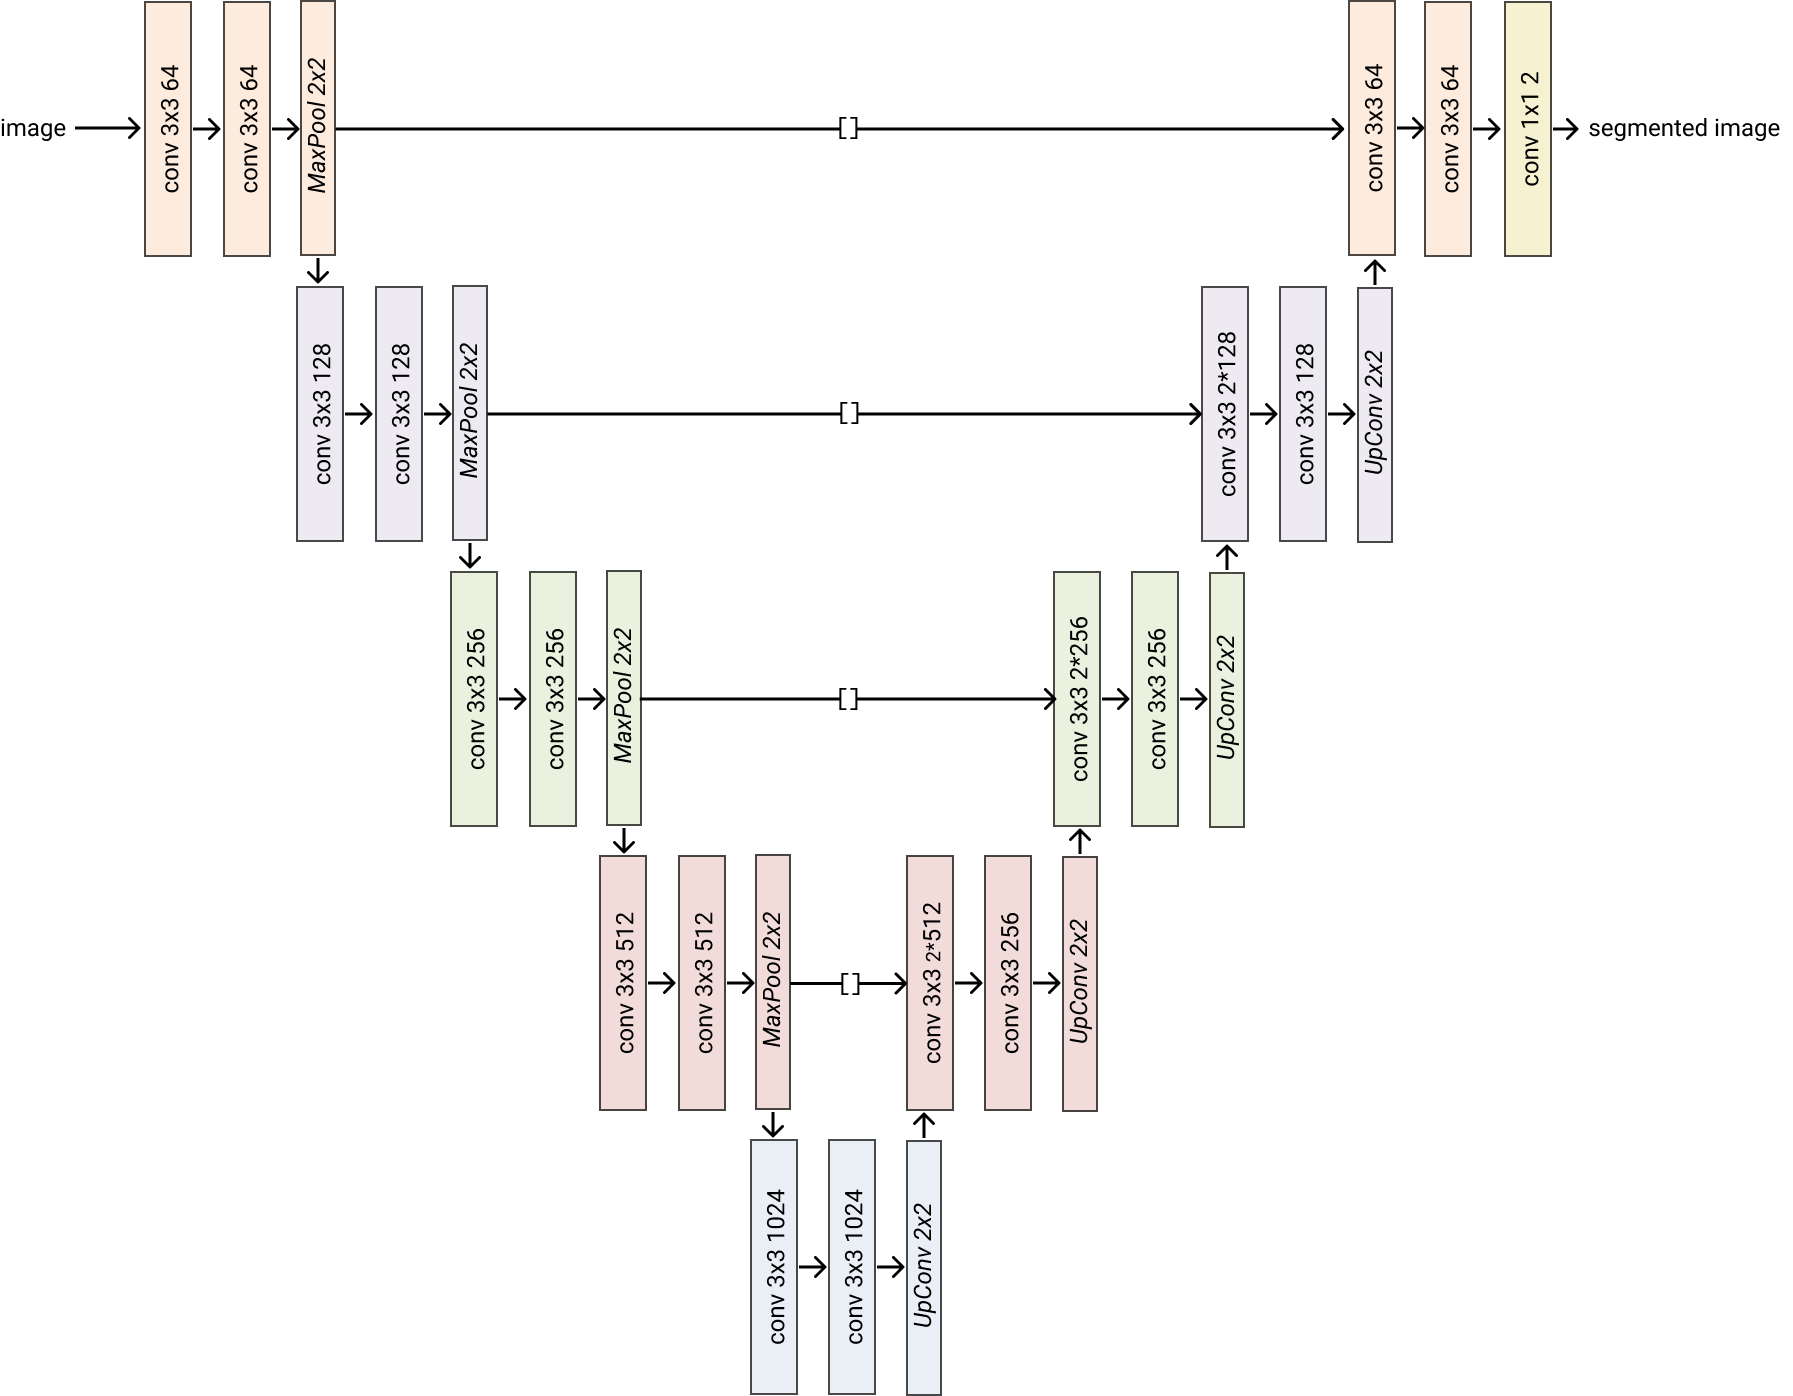 image
conv 3x3 64
conv 3x3 64
MaxPool 2x2
[]
conv 3x3 64
conv 3x3 64
conv 1x1 2
segmented image
conv 3x3 128
conv 3x3 128
MaxPool 2x2
[]
conv 3x3 2*128
conv 3x3 128
UpConv 2x2
conv 3x3 256
conv 3x3 256
MaxPool 2x2
[]
conv 3x3 2*256
conv 3x3 256
UpConv 2x2
conv 3x3 512
conv 3x3 512
MaxPool 2x2
[]
conv 3x3 2*512
conv 3x3 256
UpConv 2x2
conv 3x3 1024
conv 3x3 1024
UpConv 2x2